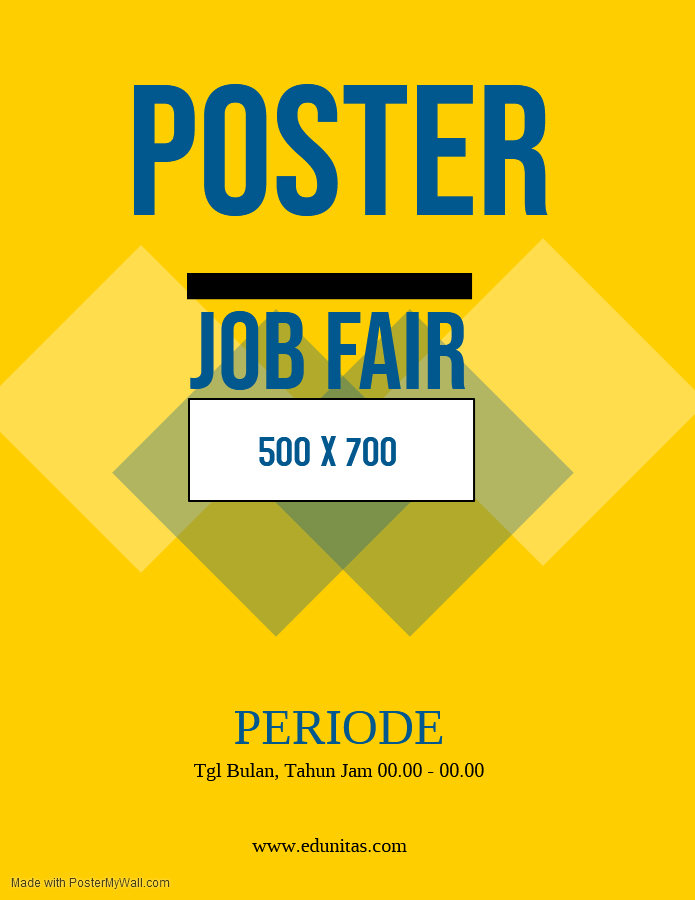 POSTER
JOB FAIR
500 X 700
PERIODE
Tgl Bulan, Tahun Jam 00.00 - 00.00
www.edunitas.com
Made with PosterMyWall.com